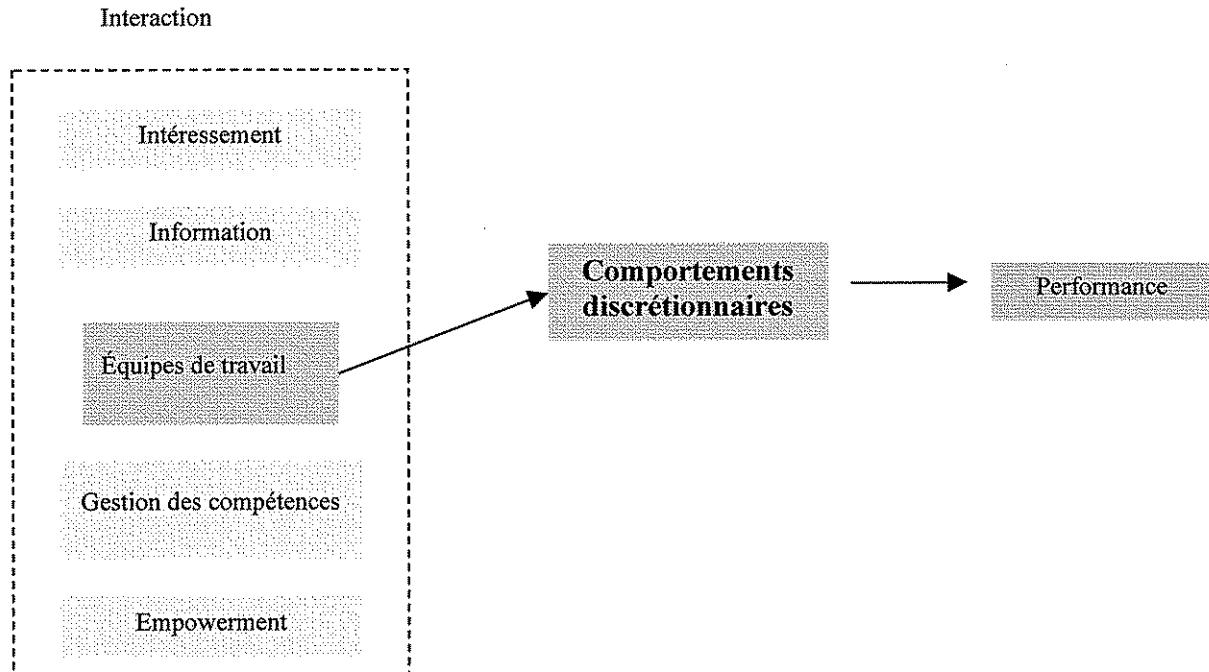 Interaction
Intéressement
Information
Équipes de travail
Gestion des compétences
Empowerment
Comportements
discrétionnaires
Performance